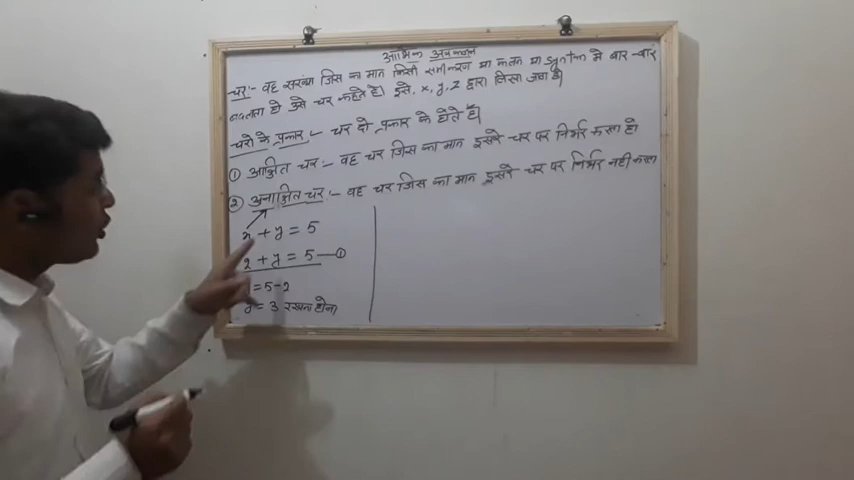 आंशिक अवकलन
चर:- वह संख्या जिस का मान किसी समीकरण या फलन या System मे बार-बार
बदलता हो उसे चर कहते है। इसे, x, y, z द्वारा लिखा जाता है।
चरो के प्रकार:- चर दो प्रकार के होते है।
① आश्रित चर:- वह चर जिस का मान दूसरे चर पर निर्भर करता हो
② अनाश्रित चर:- वह चर जिस का मान दूसरे चर पर निर्भर नही करता
x + y = 5
2 + y = 5 —①
= 5-2
y = 3 रखना होगा